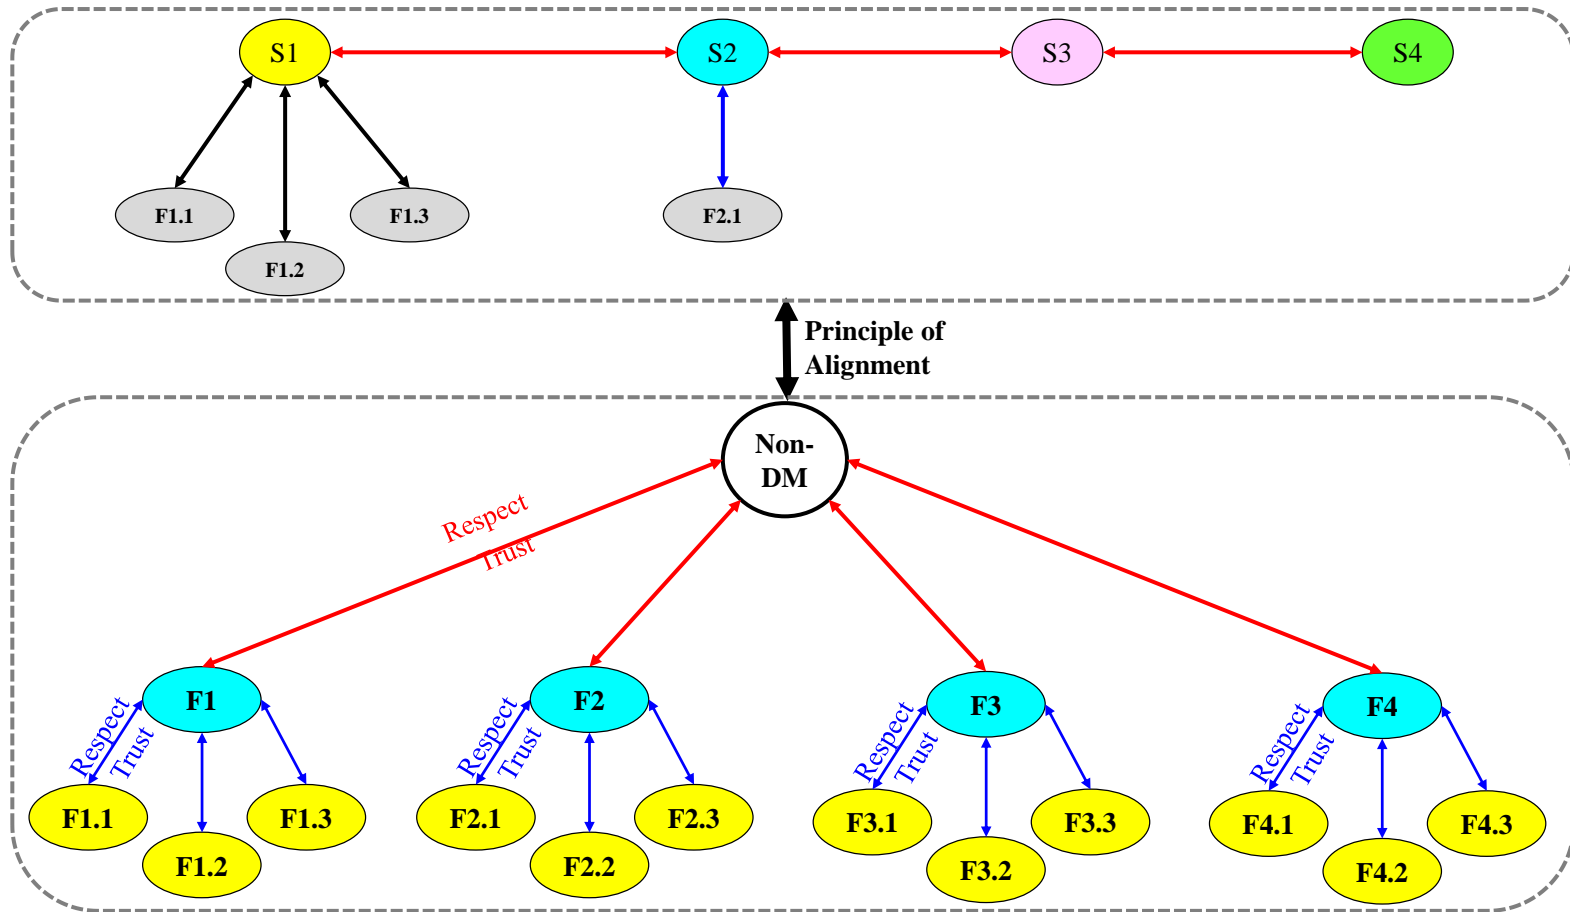 S1
S2
S3
S4
F1.1
F1.3
F2.1
F1.2
Principle of
Alignment
Non-
DM
Respect
Trust
F1
F2
F3
F4
Respect
Trust
Respect
Trust
Respect
Trust
Respect
Trust
F1.1
F1.3
F2.1
F2.3
F3.1
F3.3
F4.1
F4.3
F1.2
F2.2
F3.2
F4.2